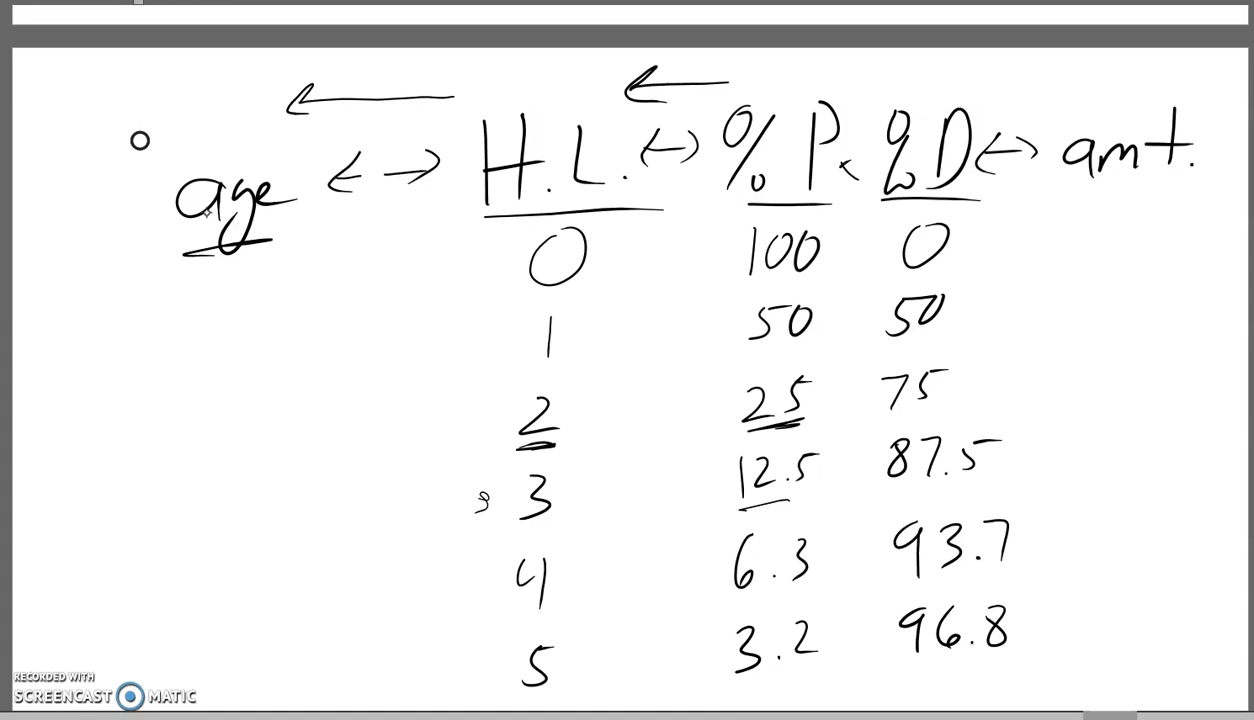 age ↔ H.L. ↔ % P. % D ↔ amt.
0 100 0
1 50 50
2 25 75
3 12.5 87.5
4 6.3 93.7
5 3.2 96.8
RECORDED WITH
SCREENCAST MATIC